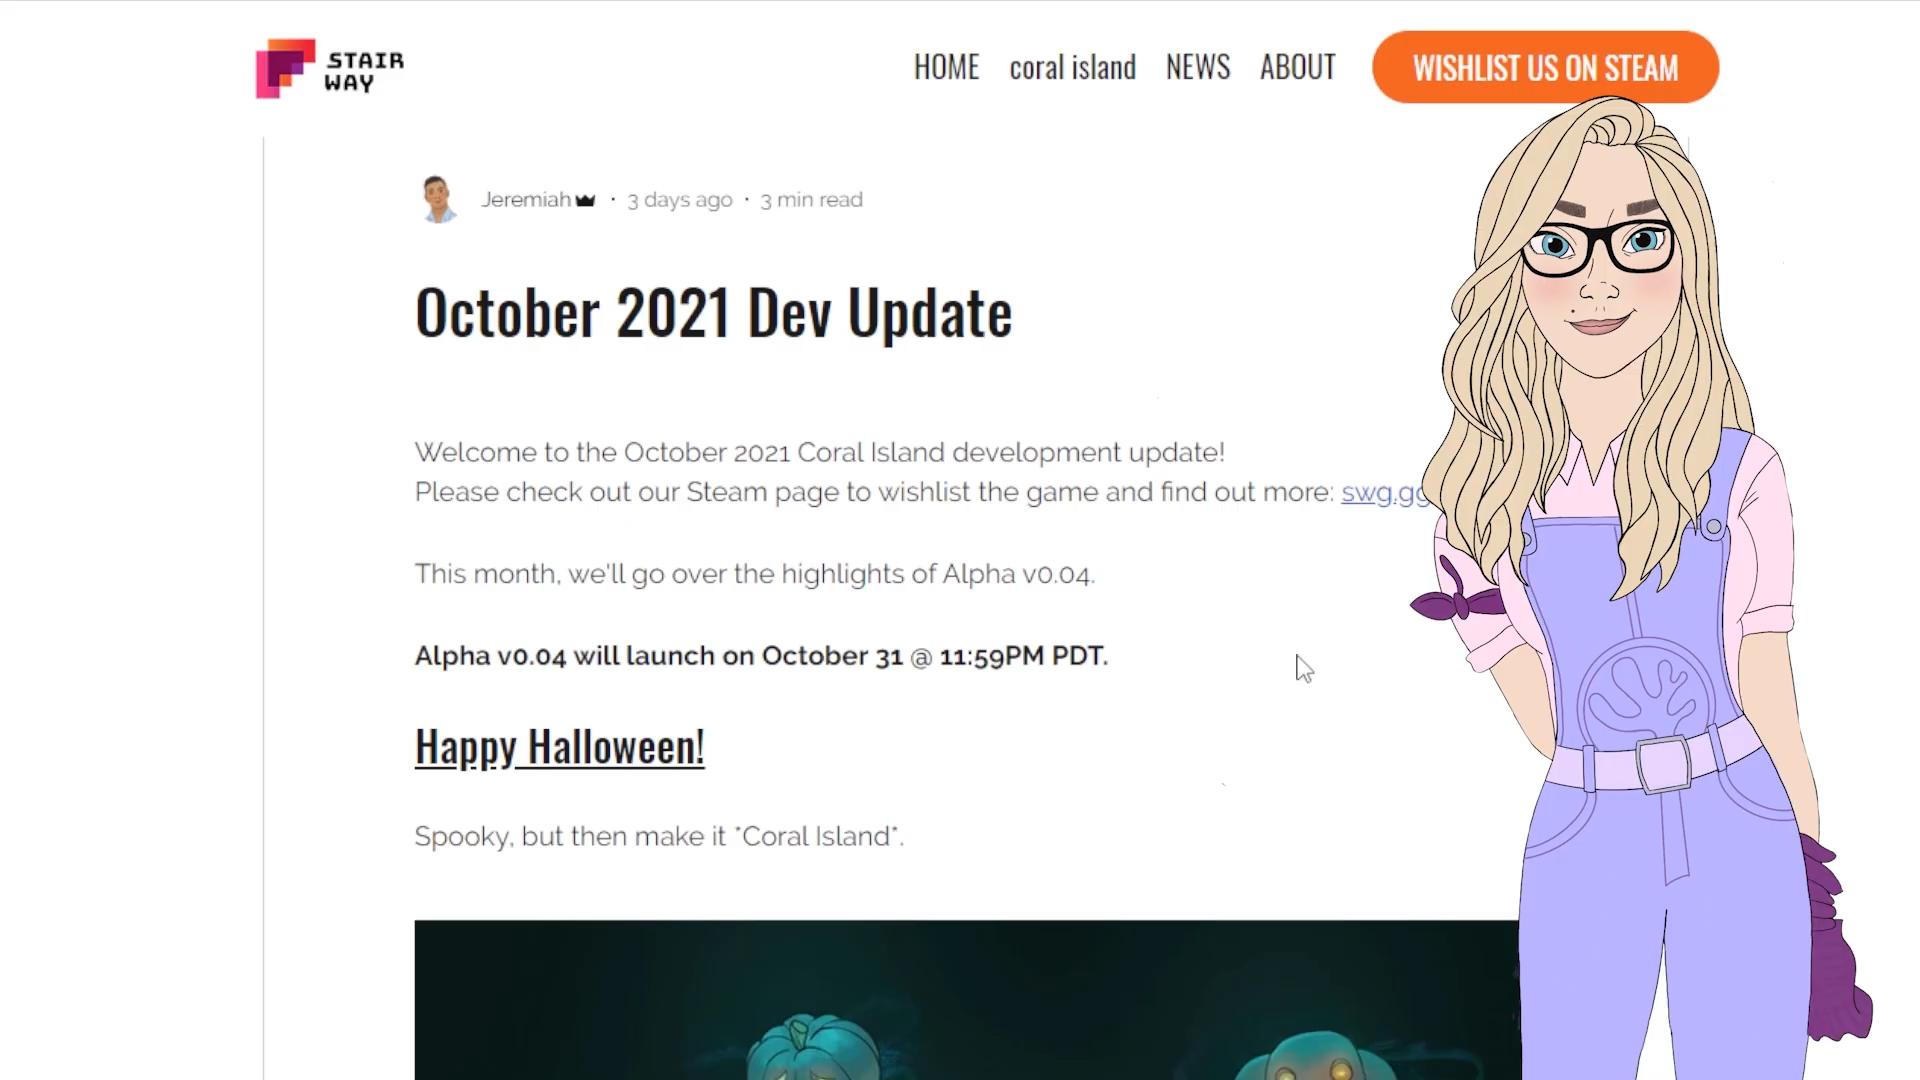 STAIR
WAY
HOME coral island NEWS ABOUT WISHLIST US ON STEAM
Jeremiah · 3 days ago · 3 min read
October 2021 Dev Update
Welcome to the October 2021 Coral Island development update!
Please check out our Steam page to wishlist the game and find out more:
This month, we'll go over the highlights of Alpha v0.04.
Alpha v0.04 will launch on October 31 @ 11:59PM PDT.
Happy Halloween!
Spooky, but then make it *Coral Island*.